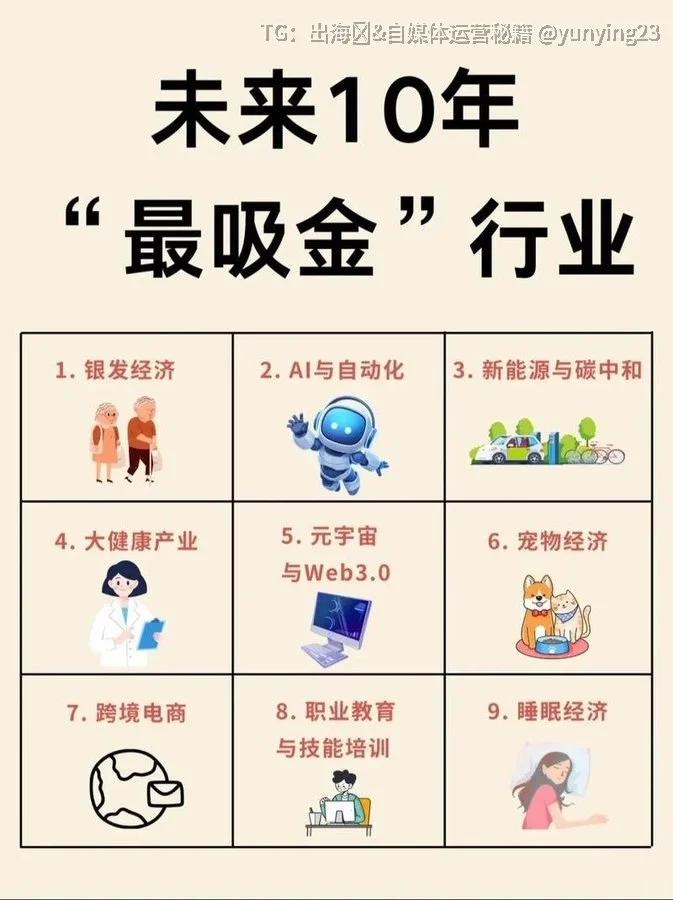 TG：出海&自媒体运营秘籍 @yunying23
未来10年
“最吸金”行业
1. 银发经济
2. AI与自动化
3. 新能源与碳中和
4. 大健康产业
5. 元宇宙
与Web3.0
6. 宠物经济
7. 跨境电商
8. 职业教育
与技能培训
9. 睡眠经济